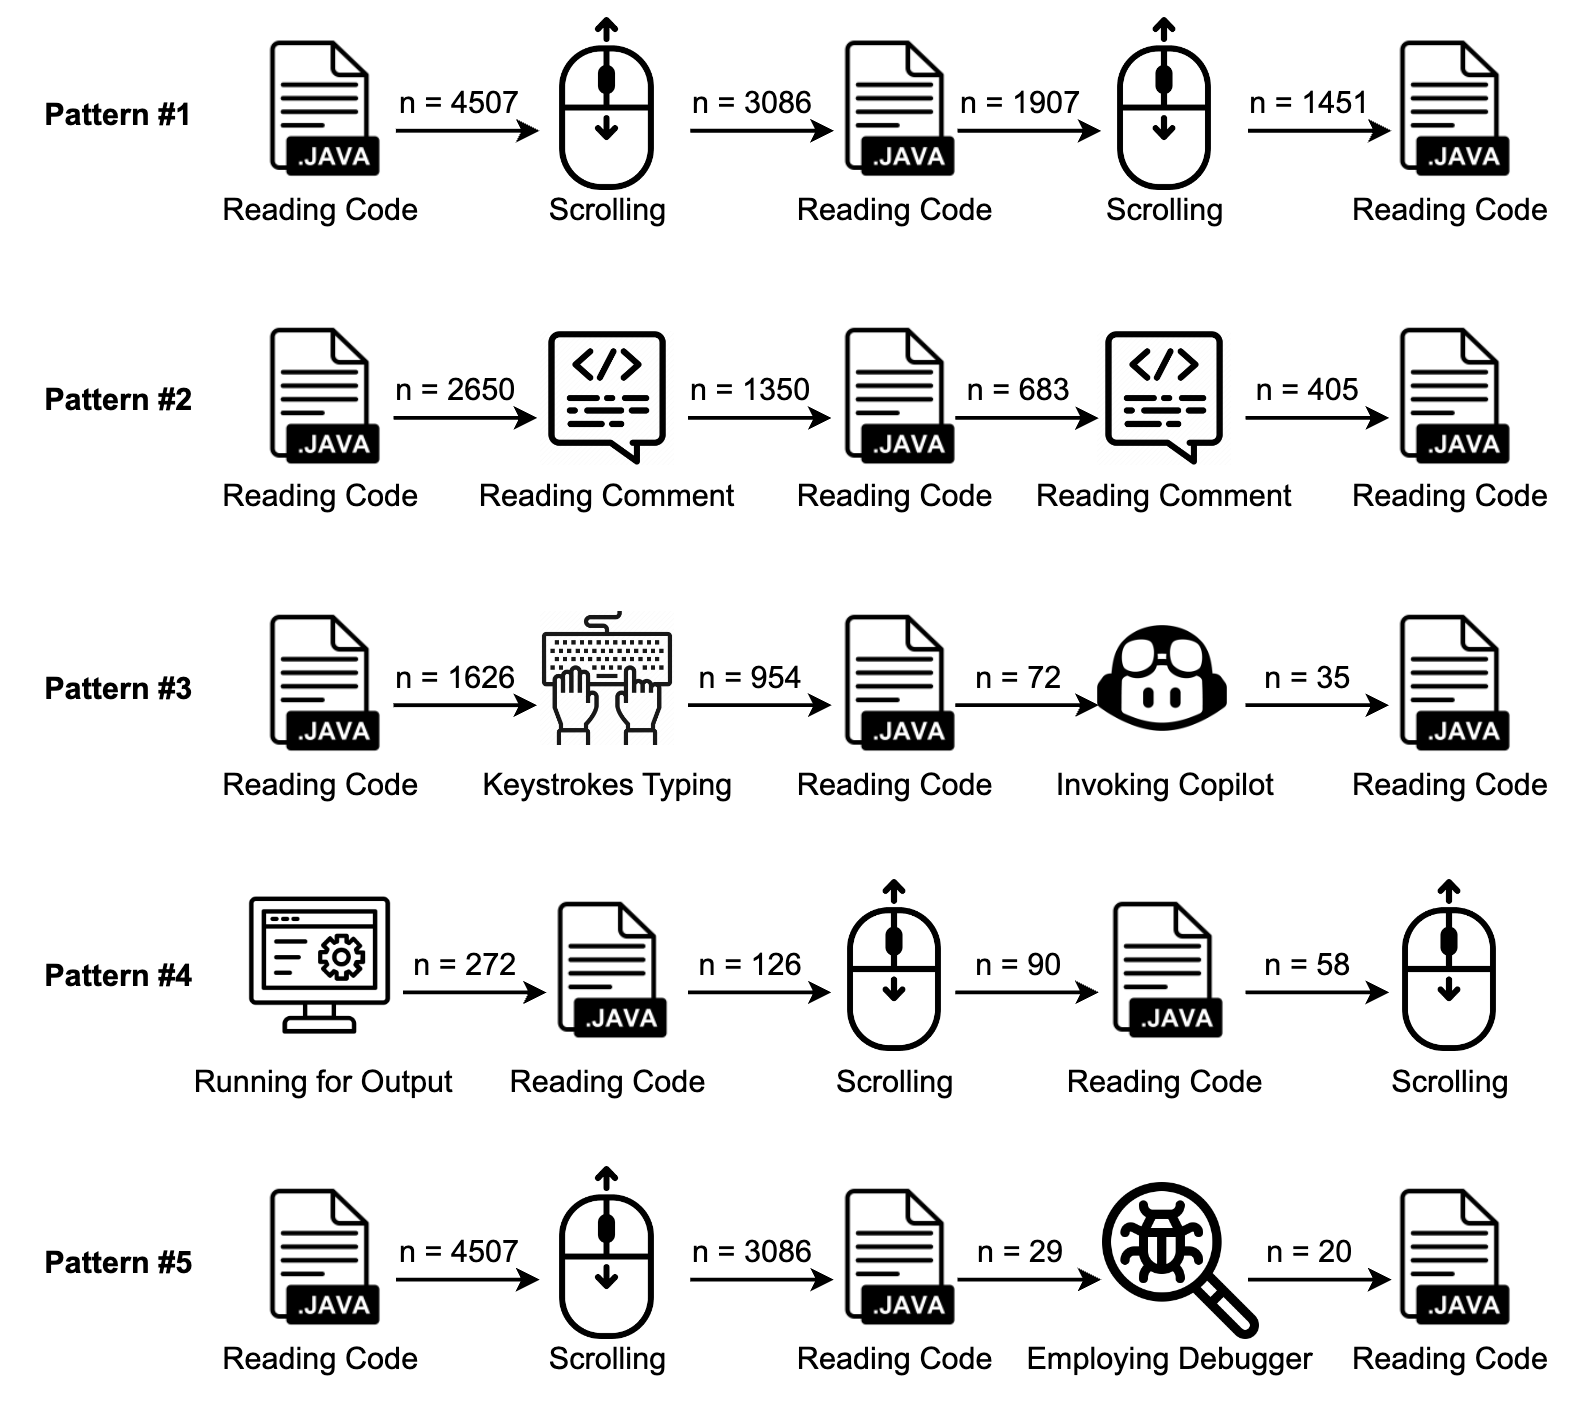 n = 4507 n = 3086 n = 1907 n = 1451
Pattern #1
.JAVA .JAVA .JAVA
Reading Code Scrolling Reading Code Scrolling Reading Code
n = 2650 n = 1350 n = 683 n = 405
Pattern #2
</>
</>
.JAVA .JAVA .JAVA
Reading Code Reading Comment Reading Code Reading Comment Reading Code
n = 1626 n = 954 n = 72 n = 35
Pattern #3
.JAVA .JAVA .JAVA
Reading Code Keystrokes Typing Reading Code Invoking Copilot Reading Code
n = 272 n = 126 n = 90 n = 58
Pattern #4
.JAVA .JAVA
Running for Output Reading Code Scrolling Reading Code Scrolling
n = 4507 n = 3086 n = 29 n = 20
Pattern #5
.JAVA .JAVA .JAVA
Reading Code Scrolling Reading Code Employing Debugger Reading Code